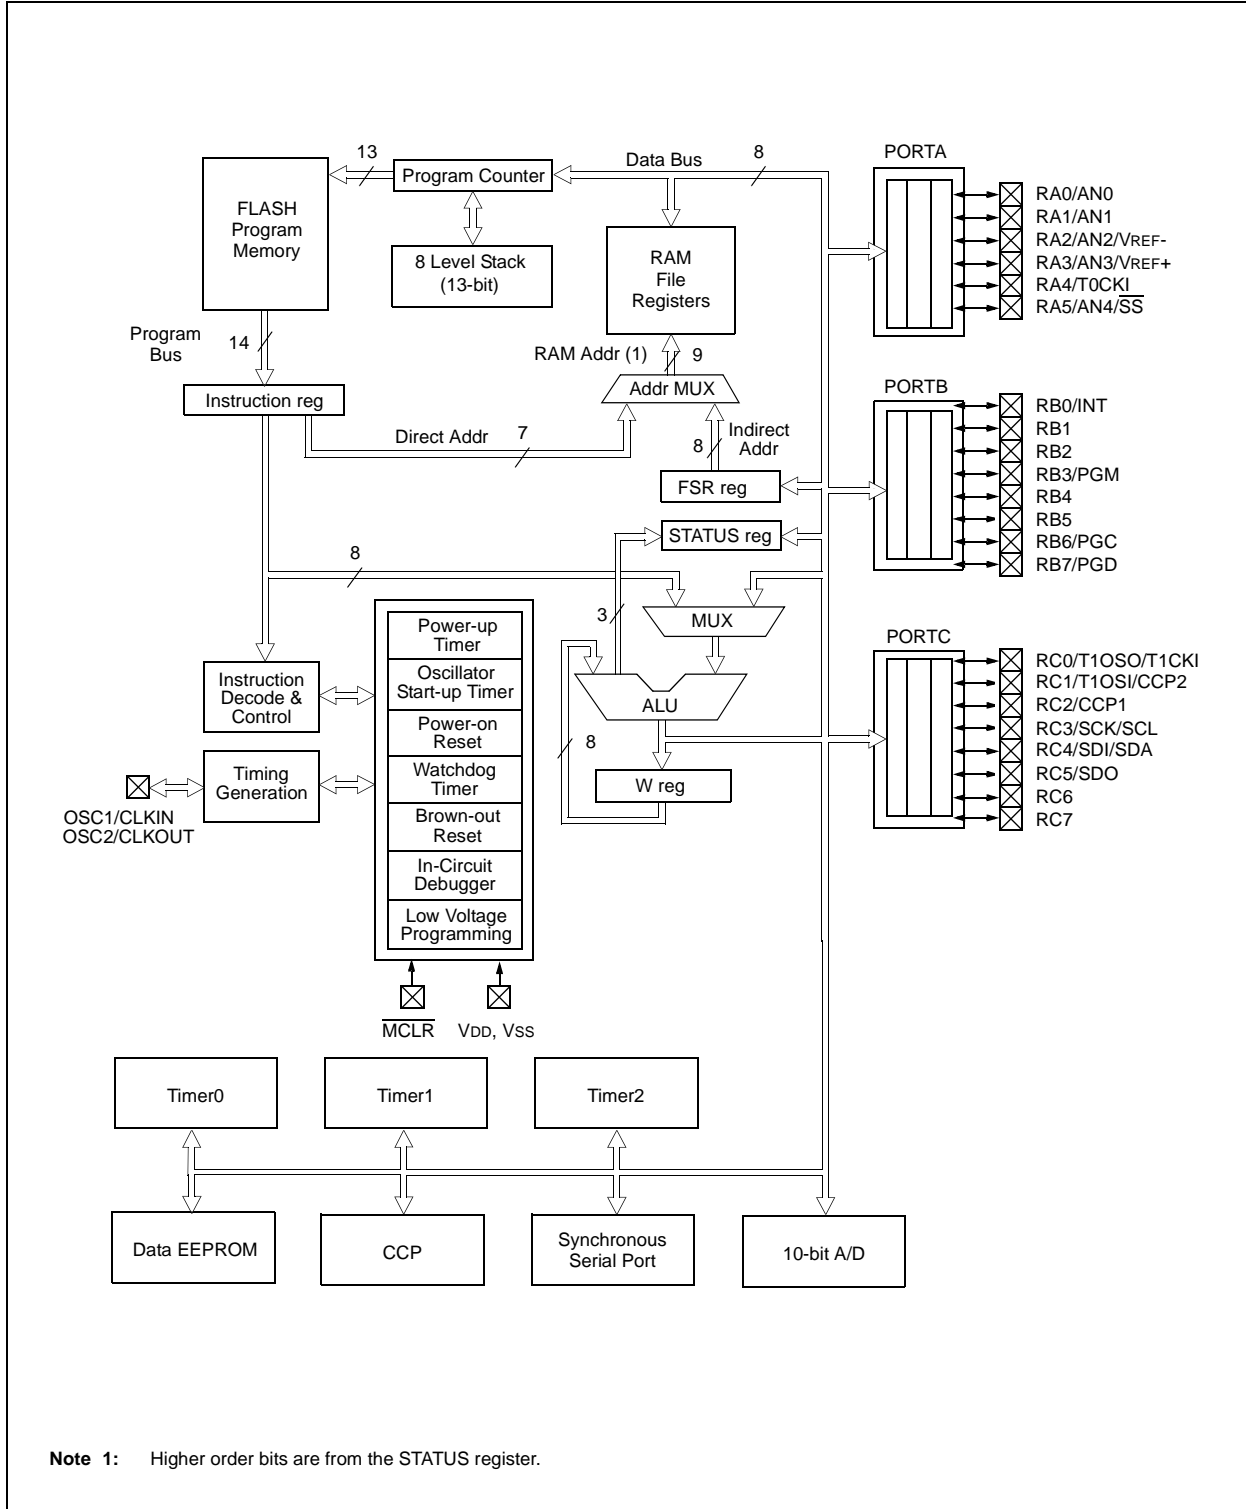 13
Program Counter
Data Bus
8
PORTA
FLASH
Program
Memory
8 Level Stack
(13-bit)
RAM
File
Registers
RA0/AN0
RA1/AN1
RA2/AN2/VREF-
RA3/AN3/VREF+
RA4/T0CKI
RA5/AN4/SS
Program
Bus
14
RAM Addr (1)
9
Addr MUX
Instruction reg
Direct Addr
7
8
Indirect
Addr
FSR reg
STATUS reg
PORTB
RB0/INT
RB1
RB2
RB3/PGM
RB4
RB5
RB6/PGC
RB7/PGD
8
3
MUX
ALU
8
W reg
PORTC
RC0/T1OSO/T1CKI
RC1/T1OSI/CCP2
RC2/CCP1
RC3/SCK/SCL
RC4/SDI/SDA
RC5/SDO
RC6
RC7
Instruction
Decode &
Control
Timing
Generation
OSC1/CLKIN
OSC2/CLKOUT
Power-up
Timer
Oscillator
Start-up Timer
Power-on
Reset
Watchdog
Timer
Brown-out
Reset
In-Circuit
Debugger
Low Voltage
Programming
MCLR
VDD, VSS
Timer0
Timer1
Timer2
Data EEPROM
CCP
Synchronous
Serial Port
10-bit A/D
Note 1: Higher order bits are from the STATUS register.